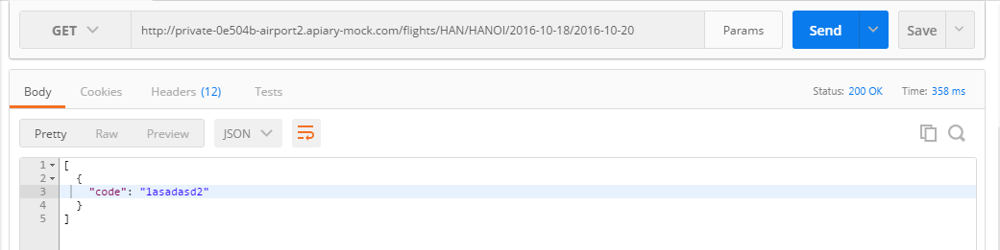 GET http://private-0e504b-airport2.apiary-mock.com/flights/HAN/HANOI/2016-10-18/2016-10-20 Params Send Save
Body Cookies Headers (12) Tests Status: 200 OK Time: 358 ms
Pretty Raw Preview JSON
1 [
2 {
3 "code": "1asadasd2"
4 }
5 ]